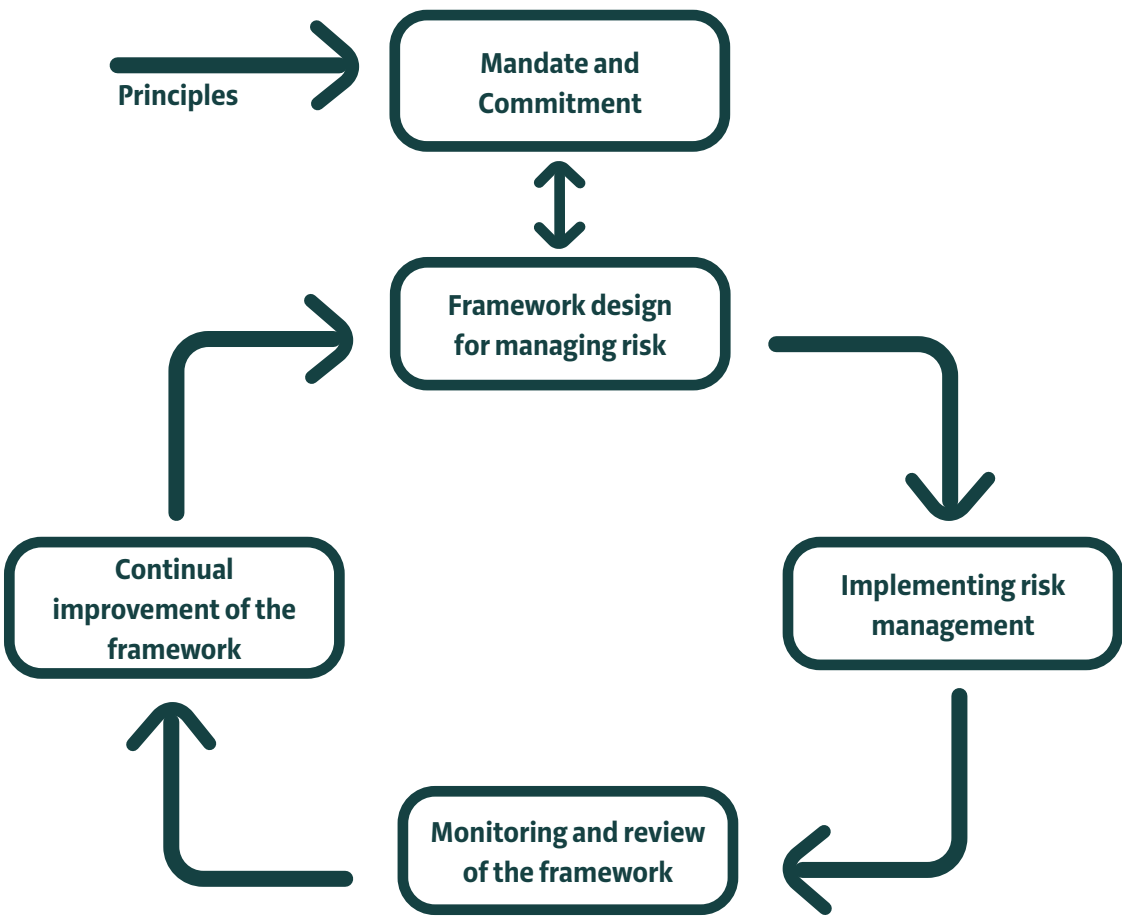 Mandate and
Commitment
Principles
Framework design
for managing risk
Continual
improvement of the
framework
Implementing risk
management
Monitoring and review
of the framework